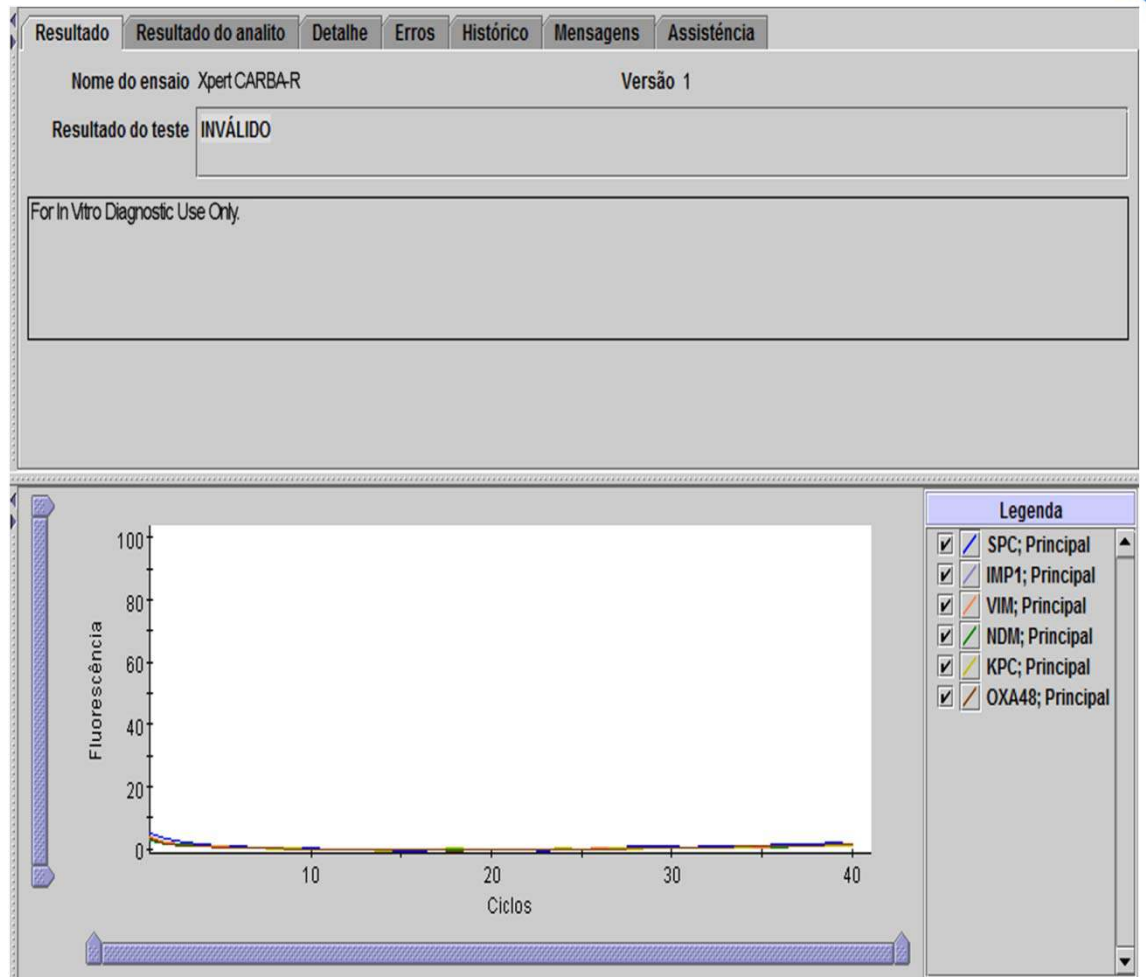 Resultado Resultado do analito Detalhe Erros Histórico Mensagens Assisténcia
Nome do ensaio Xpert CARBA-R Versão 1
Resultado do teste INVÁLIDO
For In Vitro Diagnostic Use Only.
Legenda
SPC; Principal
IMP1; Principal
VIM; Principal
NDM; Principal
KPC; Principal
OXA48; Principal
Fluorescência
100
80
60
40
20
0
10 20 30 40
Ciclos